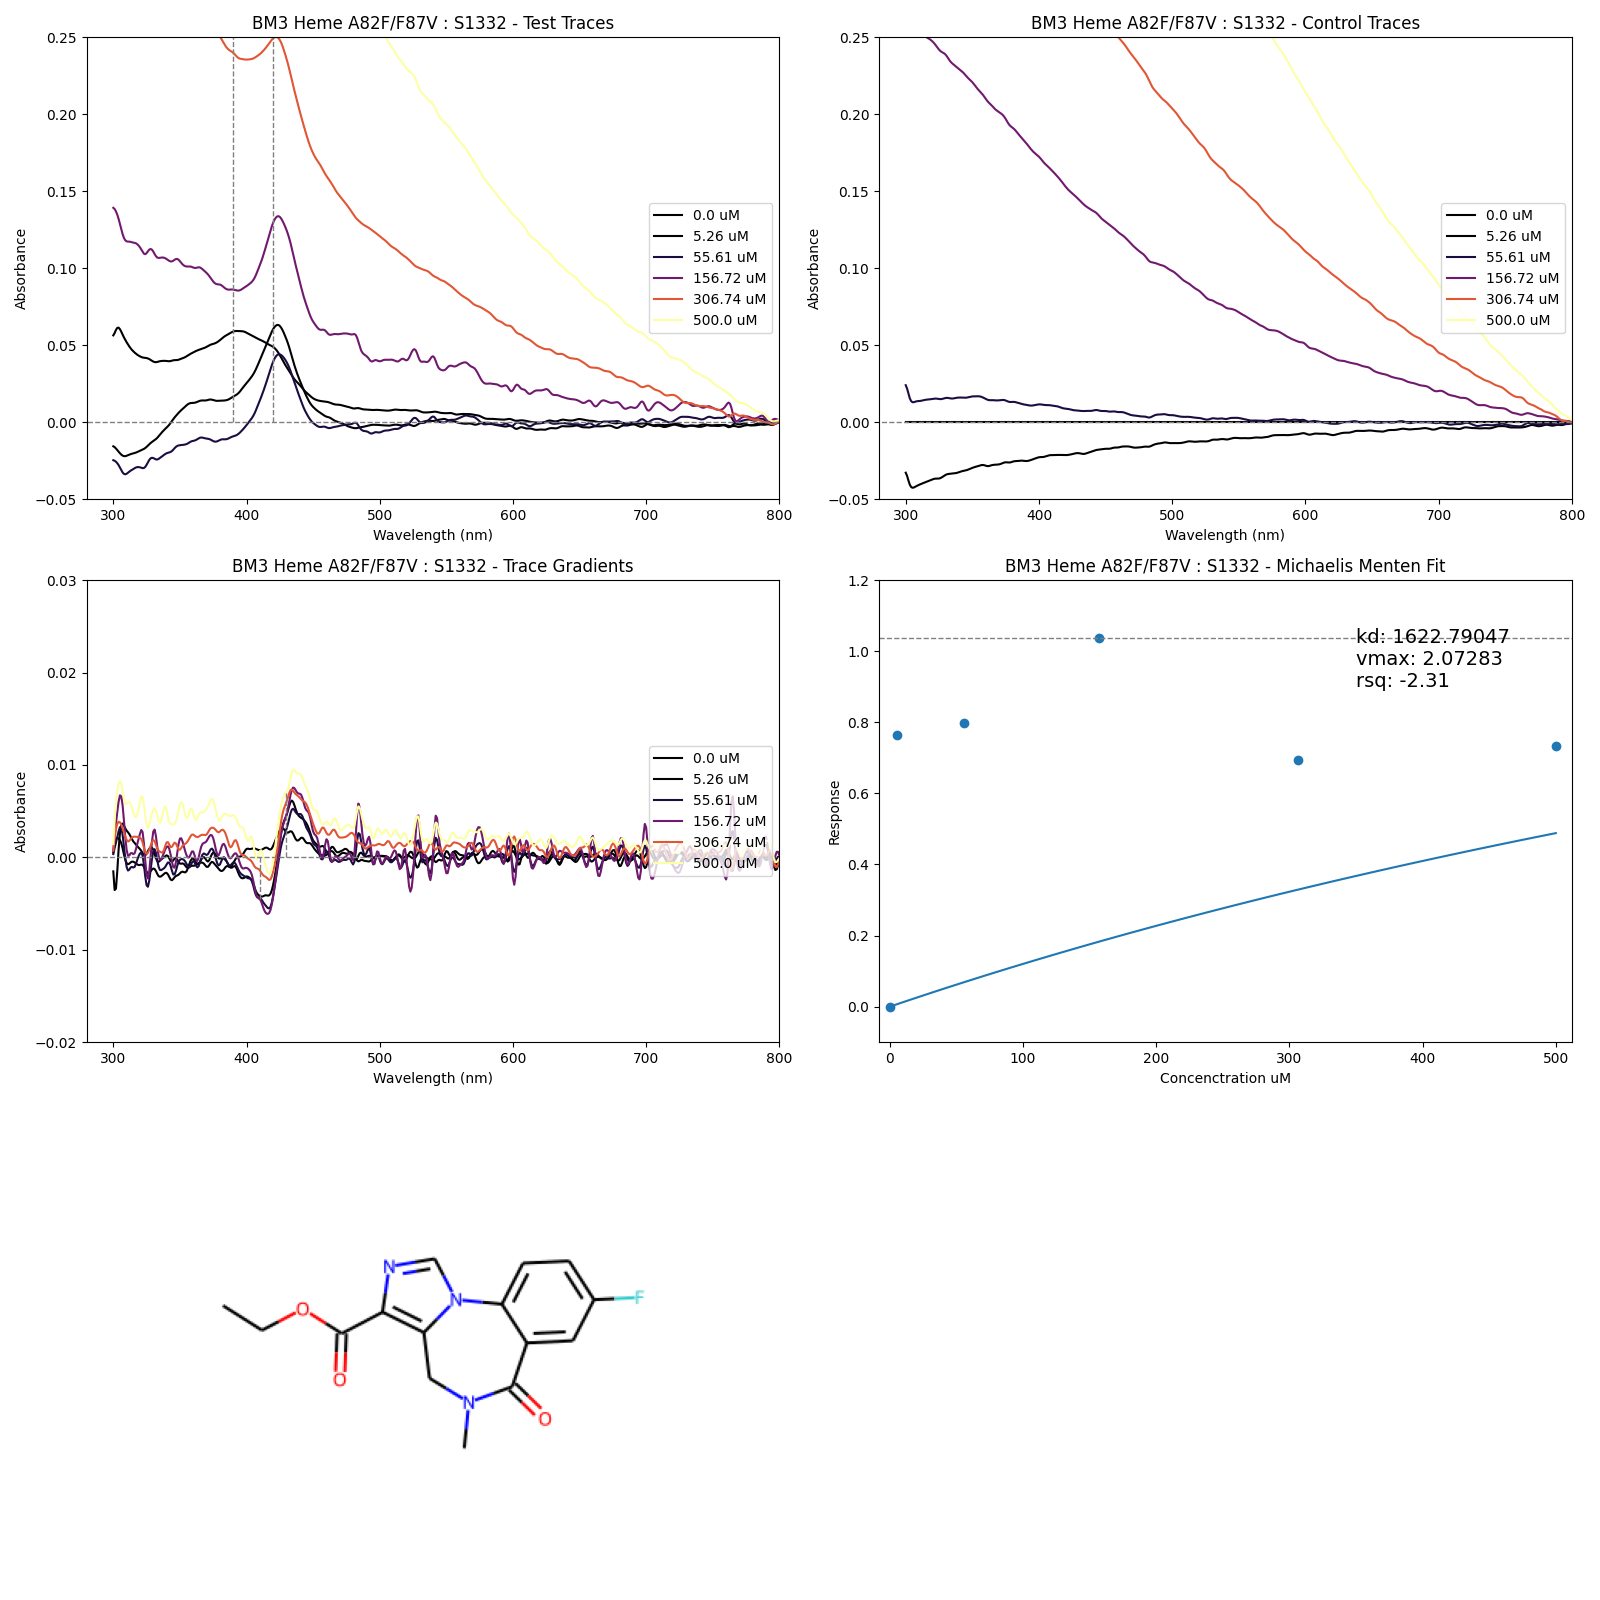 BM3 Heme A82F/F87V : S1332 - Test Traces
0.25
0.20
0.15
0.10
0.05
0.00
−0.05
Absorbance
300 400 500 600 700 800
Wavelength (nm)
0.0 uM
5.26 uM
55.61 uM
156.72 uM
306.74 uM
500.0 uM
BM3 Heme A82F/F87V : S1332 - Control Traces
0.25
0.20
0.15
0.10
0.05
0.00
−0.05
Absorbance
300 400 500 600 700 800
Wavelength (nm)
0.0 uM
5.26 uM
55.61 uM
156.72 uM
306.74 uM
500.0 uM
BM3 Heme A82F/F87V : S1332 - Trace Gradients
0.03
0.02
0.01
0.00
−0.01
−0.02
Absorbance
300 400 500 600 700 800
Wavelength (nm)
0.0 uM
5.26 uM
55.61 uM
156.72 uM
306.74 uM
500.0 uM
BM3 Heme A82F/F87V : S1332 - Michaelis Menten Fit
1.2
1.0
0.8
0.6
0.4
0.2
0.0
Response
0 100 200 300 400 500
Concenctration uM
kd: 1622.79047
vmax: 2.07283
rsq: -2.31
N
N
F
O
O
N
O